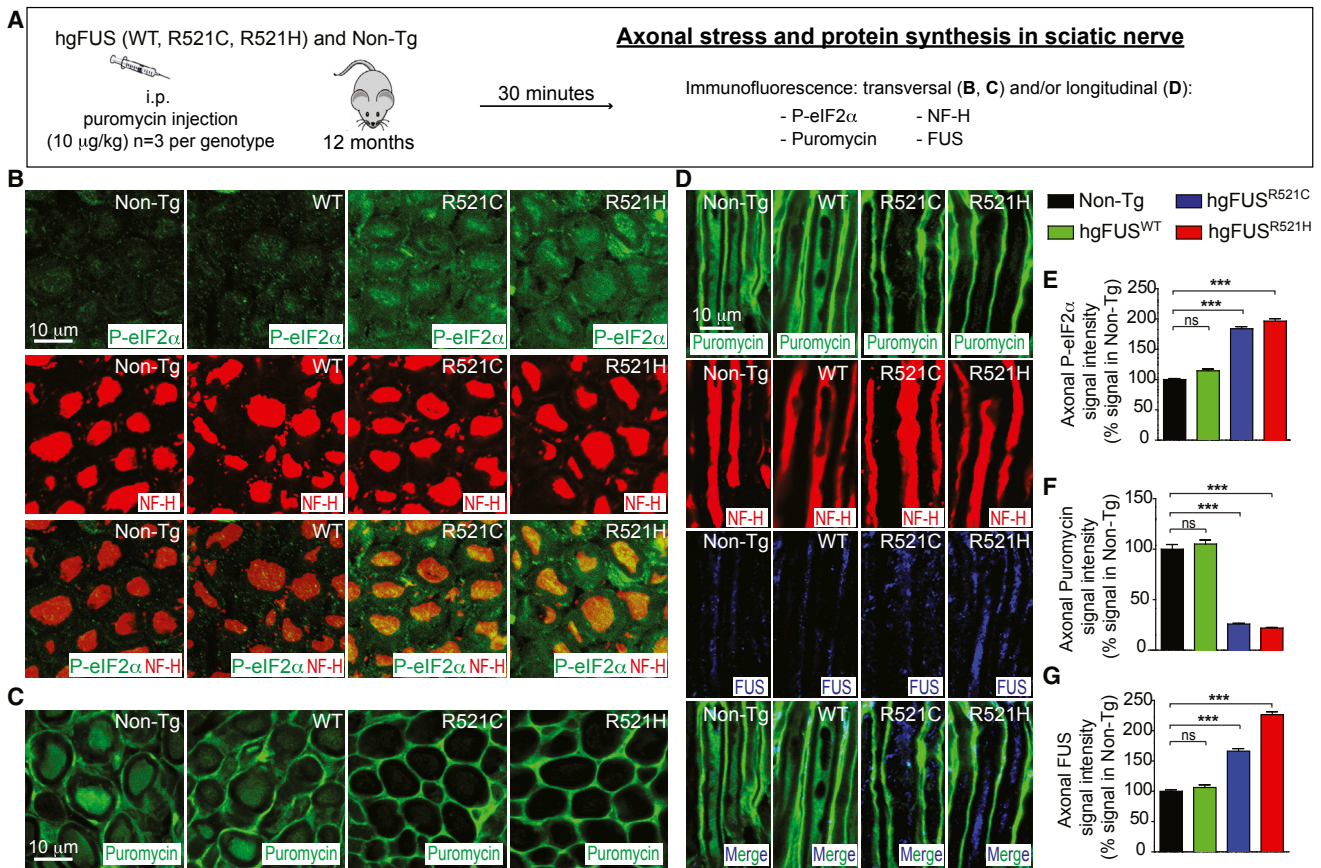 A
hgFUS (WT, R521C, R521H) and Non-Tg
i.p.
puromycin injection
(10 μg/kg) n=3 per genotype
12 months
30 minutes
Axonal stress and protein synthesis in sciatic nerve
Immunofluorescence: transversal (B, C) and/or longitudinal (D):
- P-eIF2α - NF-H
- Puromycin - FUS
B
Non-Tg WT R521C R521H
10 μm
P-eIF2α P-eIF2α P-eIF2α P-eIF2α
Non-Tg WT R521C R521H
NF-H NF-H NF-H NF-H
Non-Tg WT R521C R521H
P-eIF2α NF-H P-eIF2α NF-H P-eIF2α NF-H P-eIF2α NF-H
C
Non-Tg WT R521C R521H
10 μm
Puromycin Puromycin Puromycin Puromycin
D
Non-Tg WT R521C R521H
10 μm
Puromycin Puromycin Puromycin Puromycin
Non-Tg WT R521C R521H
NF-H NF-H NF-H NF-H
Non-Tg WT R521C R521H
FUS FUS FUS FUS
Non-Tg WT R521C R521H
Merge Merge Merge Merge
Non-Tg hgFUS^R521C
hgFUS^WT hgFUS^R521H
E
Axonal P-eIF2α
signal intensity
(% signal in Non-Tg)
250
200
150
100
50
0
***
***
ns
F
Axonal Puromycin
signal intensity
(% signal in Non-Tg)
150
100
50
0
***
***
ns
G
Axonal FUS
signal intensity
(% signal in Non-Tg)
250
200
150
100
50
0
***
***
ns